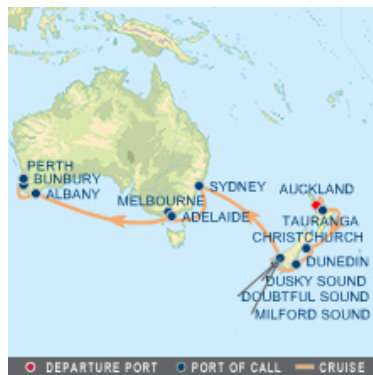 PERTH
BUNBURY
ALBANY
MELBOURNE
SYDNEY
ADELAIDE
AUCKLAND
TAURANGA
CHRISTCHURCH
DUNEDIN
DUSKY SOUND
DOUBTFUL SOUND
MILFORD SOUND
DEPARTURE PORT PORT OF CALL CRUISE